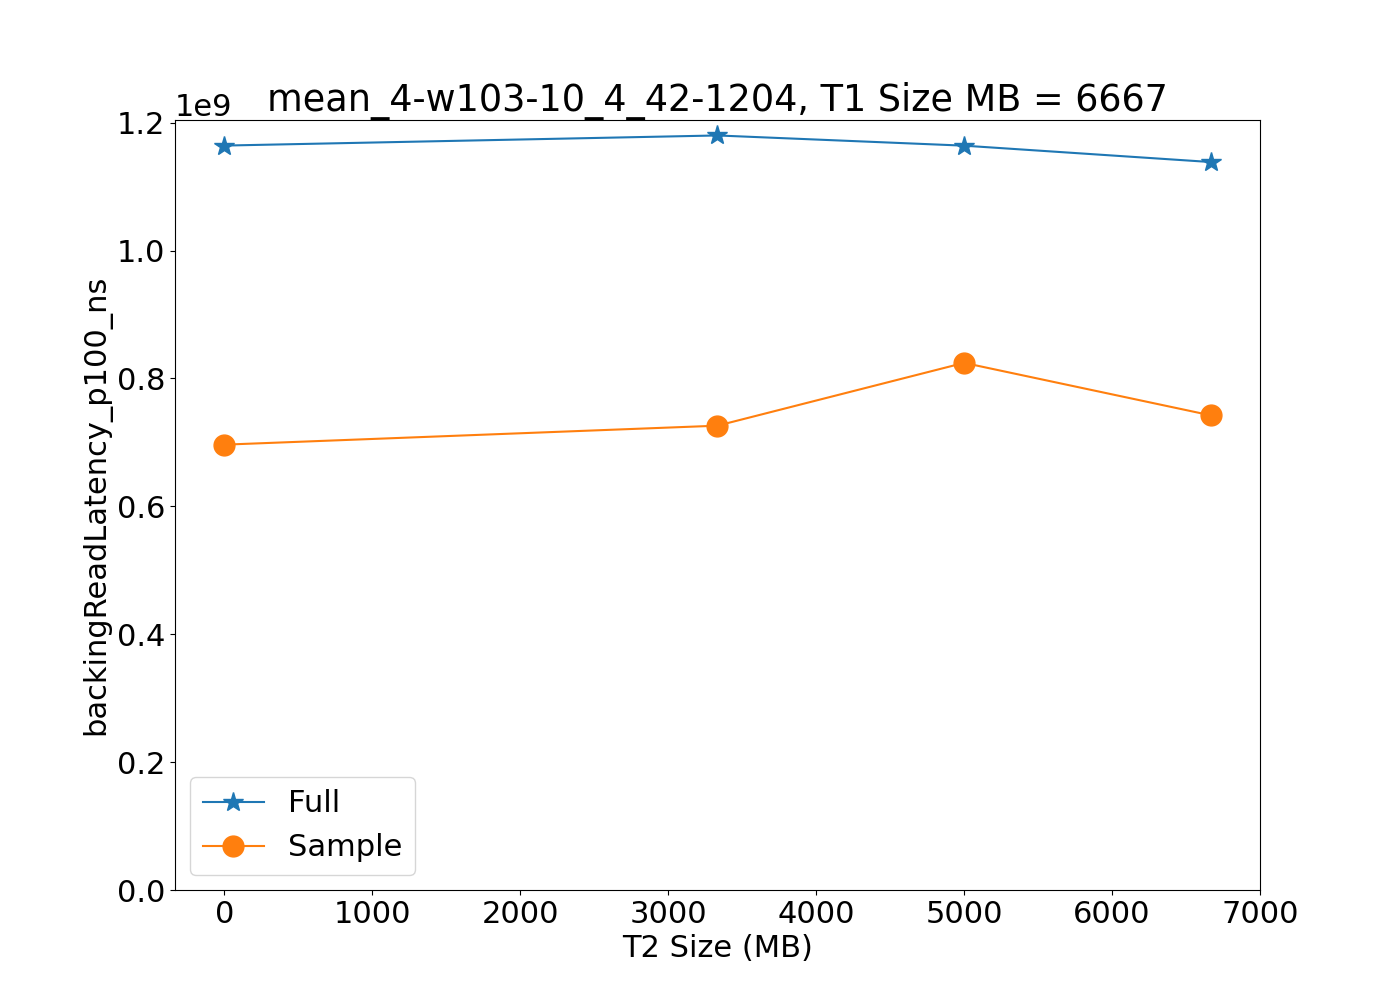 mean_4-w103-10_4_42-1204, T1 Size MB = 6667
1e9
1.2
1.0
0.8
0.6
0.4
0.2
0.0
backingReadLatency_p100_ns
Full
Sample
0 1000 2000 3000 4000 5000 6000 7000
T2 Size (MB)